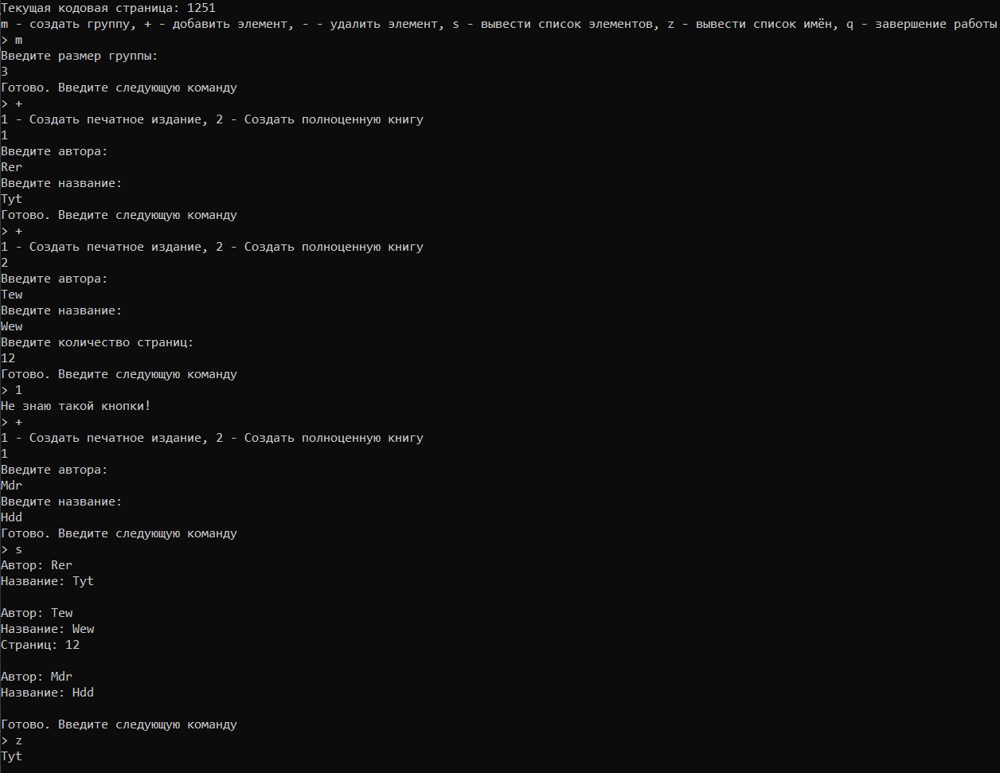 Текущая кодовая страница: 1251
m - создать группу, + - добавить элемент, - - удалить элемент, s - вывести список элементов, z - вывести список имён, q - завершение работы
> m
Введите размер группы:
3
Готово. Введите следующую команду
> +
1 - Создать печатное издание, 2 - Создать полноценную книгу
1
Введите автора:
Rer
Введите название:
Tyt
Готово. Введите следующую команду
> +
1 - Создать печатное издание, 2 - Создать полноценную книгу
2
Введите автора:
Tew
Введите название:
Wew
Введите количество страниц:
12
Готово. Введите следующую команду
> 1
Не знаю такой кнопки!
> +
1 - Создать печатное издание, 2 - Создать полноценную книгу
1
Введите автора:
Mdr
Введите название:
Hdd
Готово. Введите следующую команду
> s
Автор: Rer
Название: Tyt
Автор: Tew
Название: Wew
Страниц: 12
Автор: Mdr
Название: Hdd
Готово. Введите следующую команду
> z
Tyt